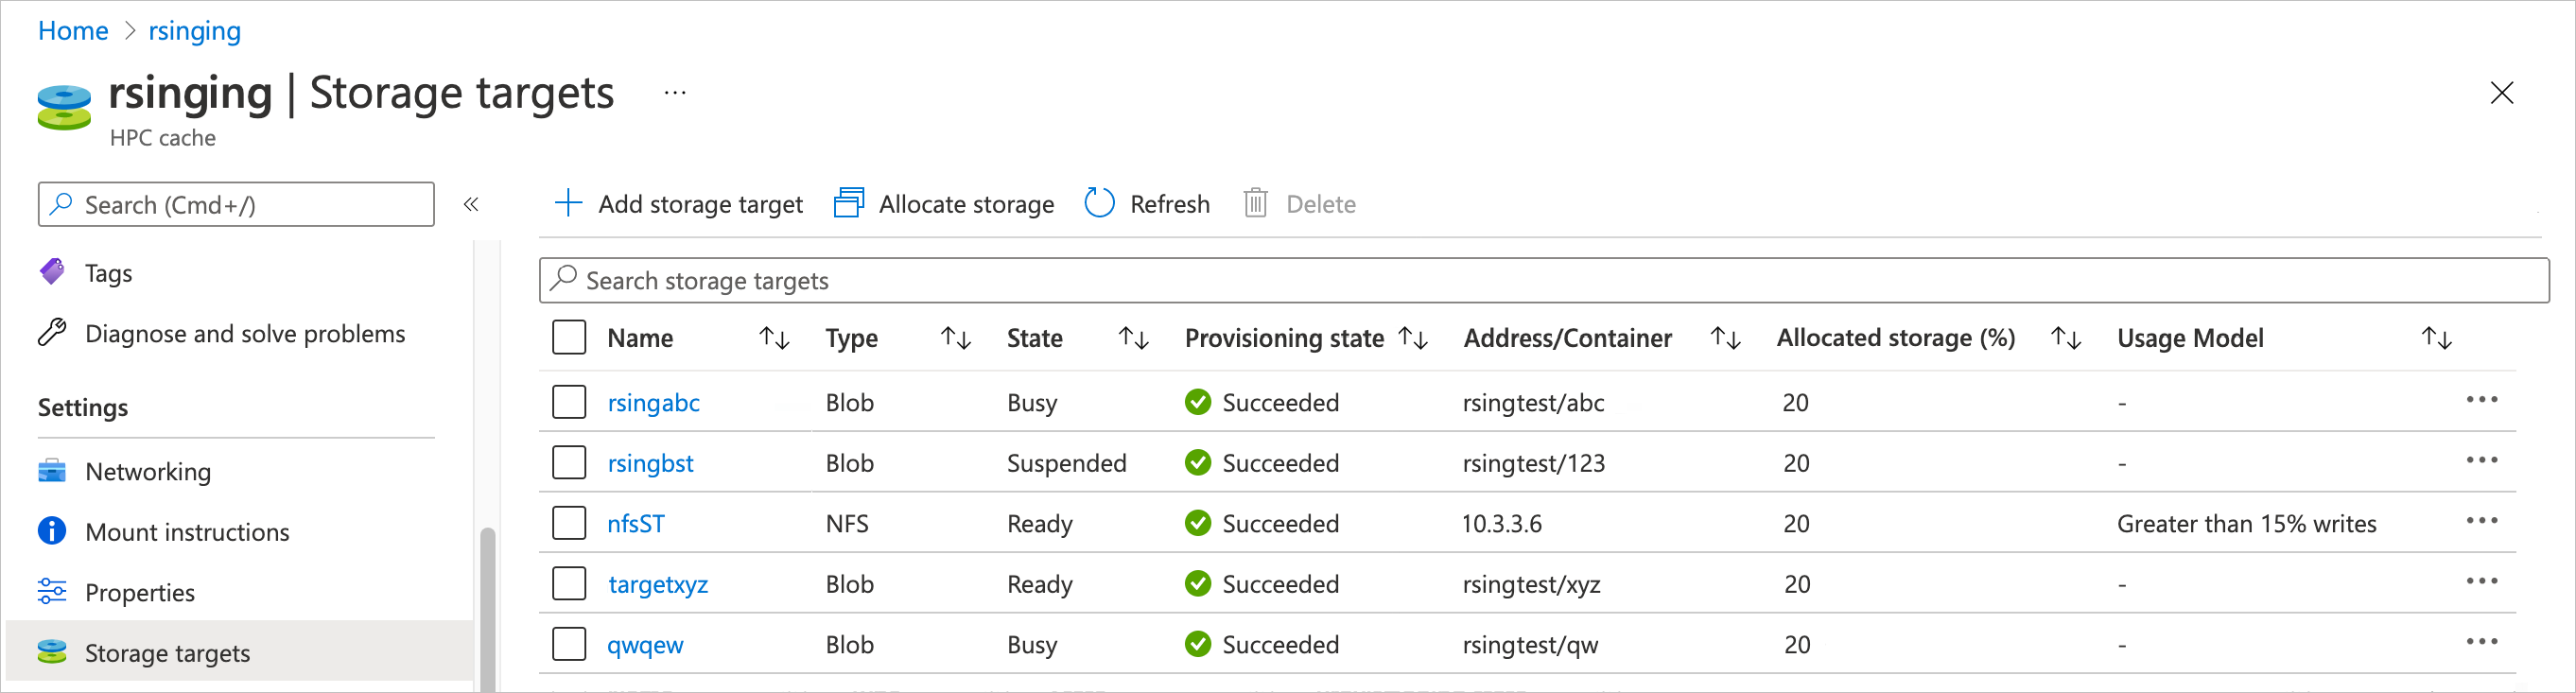 Home > rsinging
rsinging | Storage targets ...
HPC cache
Search (Cmd+/) «
Tags
Diagnose and solve problems
Settings
Networking
Mount instructions
Properties
Storage targets
Add storage target Allocate storage Refresh Delete
Search storage targets
Name Type State Provisioning state Address/Container Allocated storage (%) Usage Model
rsingabc Blob Busy Succeeded rsingtest/abc 20 -
rsingbst Blob Suspended Succeeded rsingtest/123 20 -
nfsST NFS Ready Succeeded 10.3.3.6 20 Greater than 15% writes
targetxyz Blob Ready Succeeded rsingtest/xyz 20 -
qwqew Blob Busy Succeeded rsingtest/qw 20 -